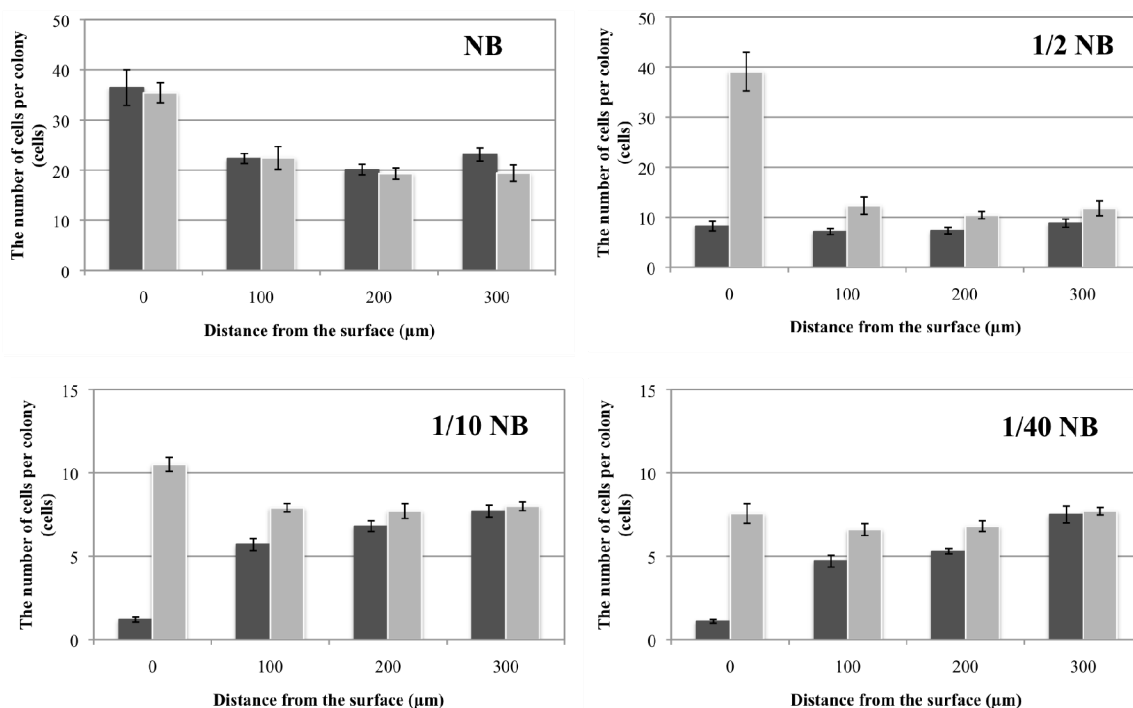 NB
The number of cells per colony
(cells)
50
40
30
20
10
0
0 100 200 300
Distance from the surface (µm)
1/2 NB
The number of cells per colony
(cells)
50
40
30
20
10
0
0 100 200 300
Distance from the surface (µm)
1/10 NB
The number of cells per colony
(cells)
15
10
5
0
0 100 200 300
Distance from the surface (µm)
1/40 NB
The number of cells per colony
(cells)
15
10
5
0
0 100 200 300
Distance from the surface (µm)